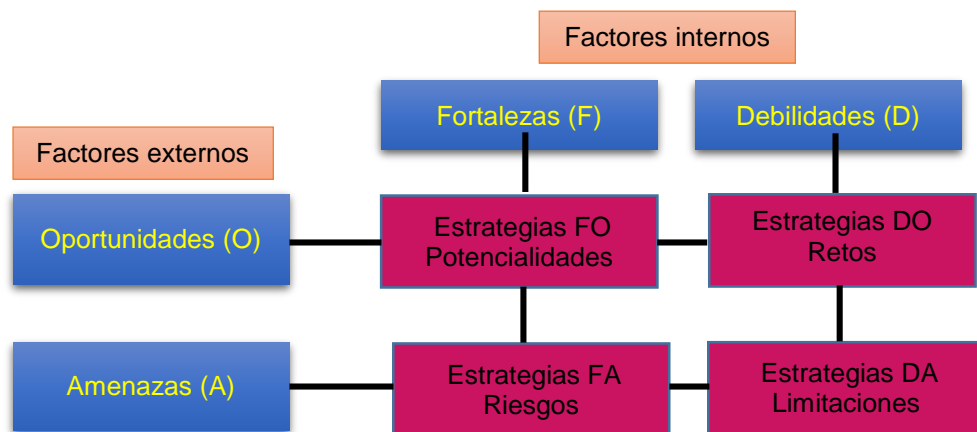 Factores internos
Fortalezas (F)
Debilidades (D)
Factores externos
Oportunidades (O)
Estrategias FO
Potencialidades
Estrategias DO
Retos
Amenazas (A)
Estrategias FA
Riesgos
Estrategias DA
Limitaciones